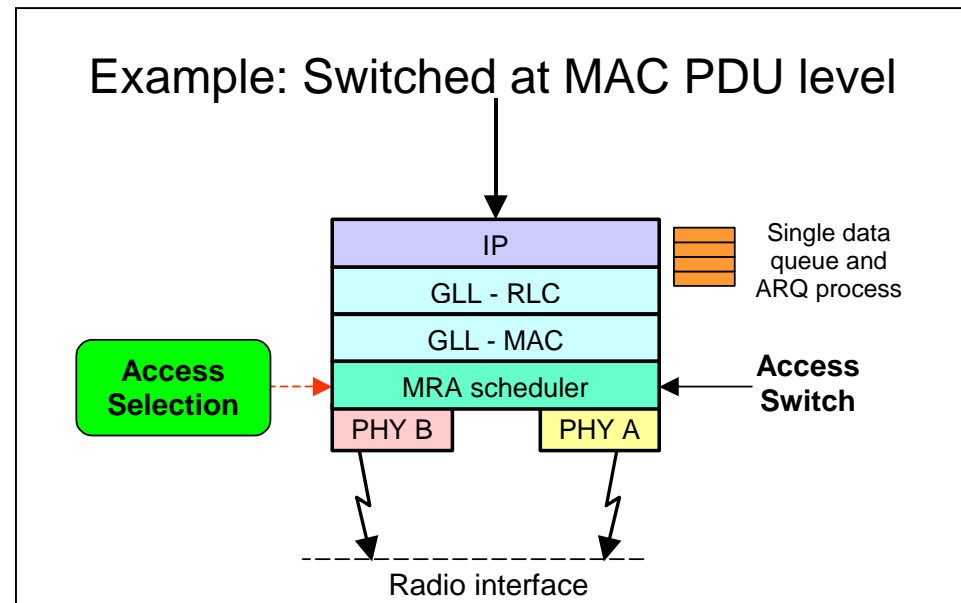 Example: Switched at MAC PDU level
IP
Single data
queue and
ARQ process
GLL - RLC
GLL - MAC
Access
Selection
MRA scheduler
Access
Switch
PHY B
PHY A
Radio interface